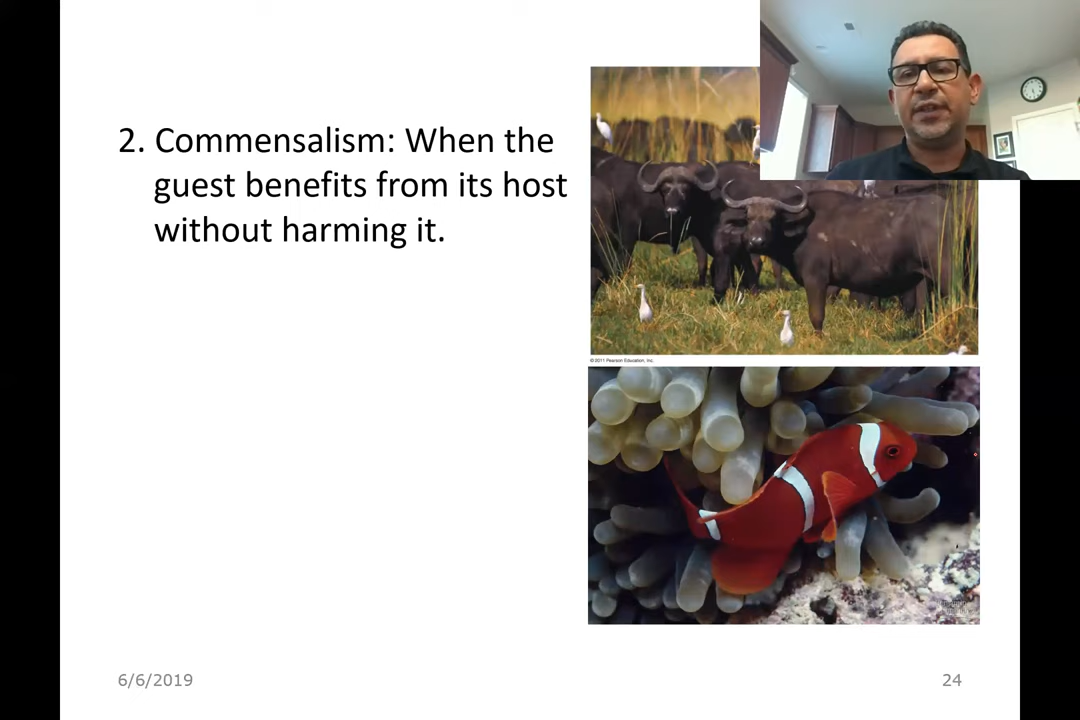 2. Commensalism: When the
guest benefits from its host
without harming it.
© 2011 Pearson Education, Inc.
6/6/2019
24